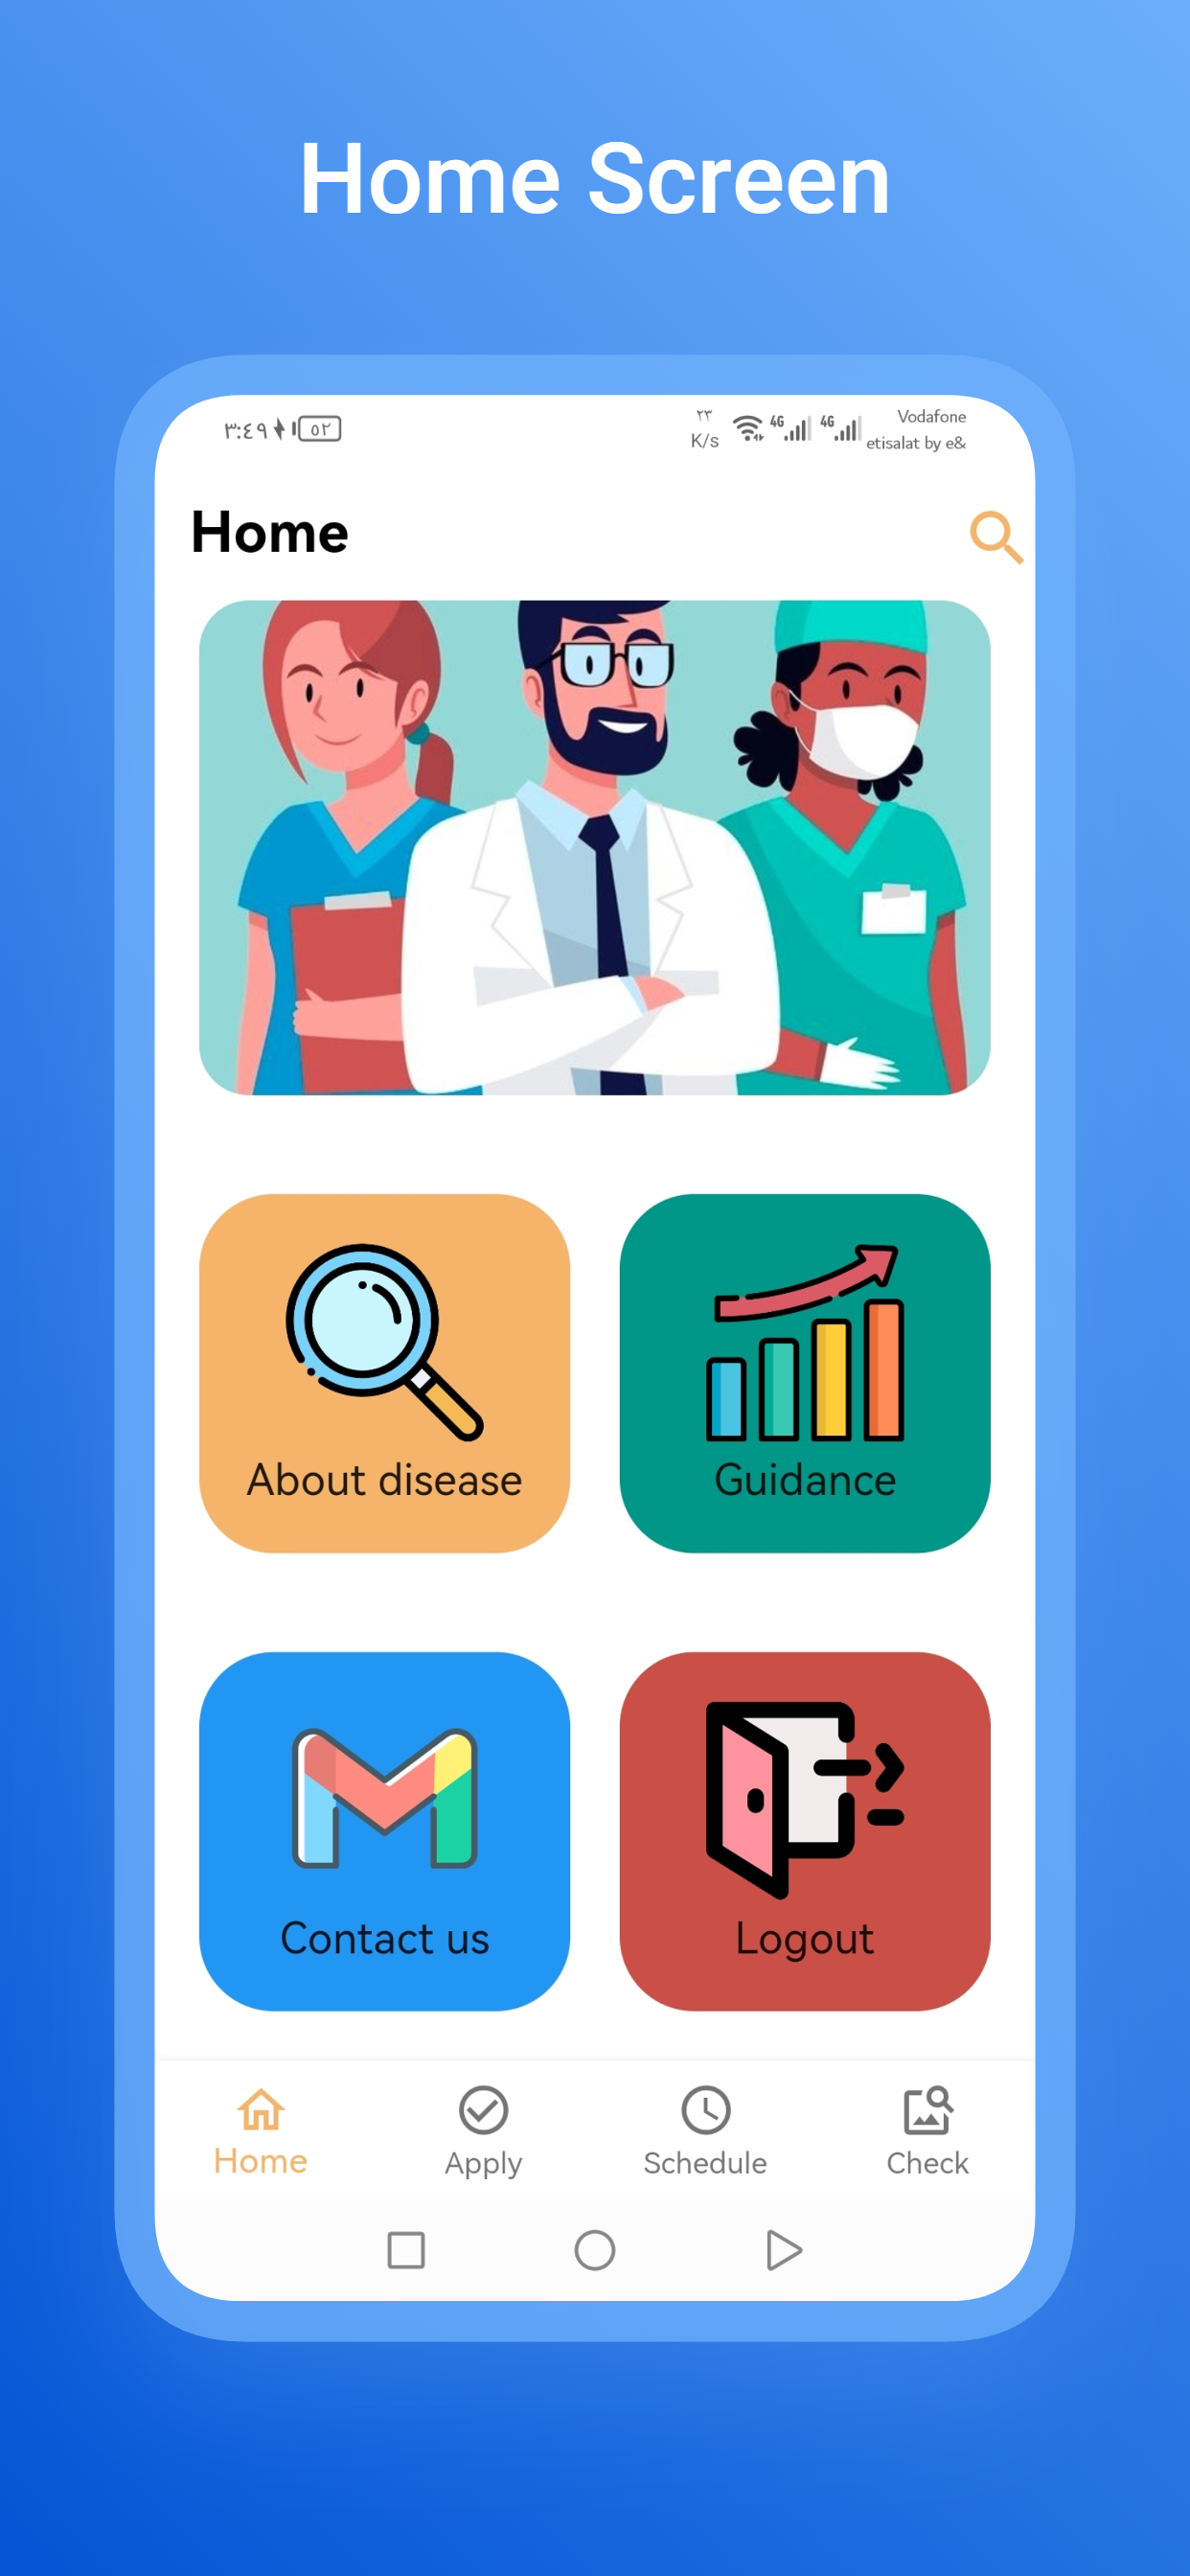 Home Screen
٣:٤٩ ٥٢
٢٣
K/s
4G 4G
Vodafone
etisalat by e&
Home
About disease
Guidance
Contact us
Logout
Home
Apply
Schedule
Check